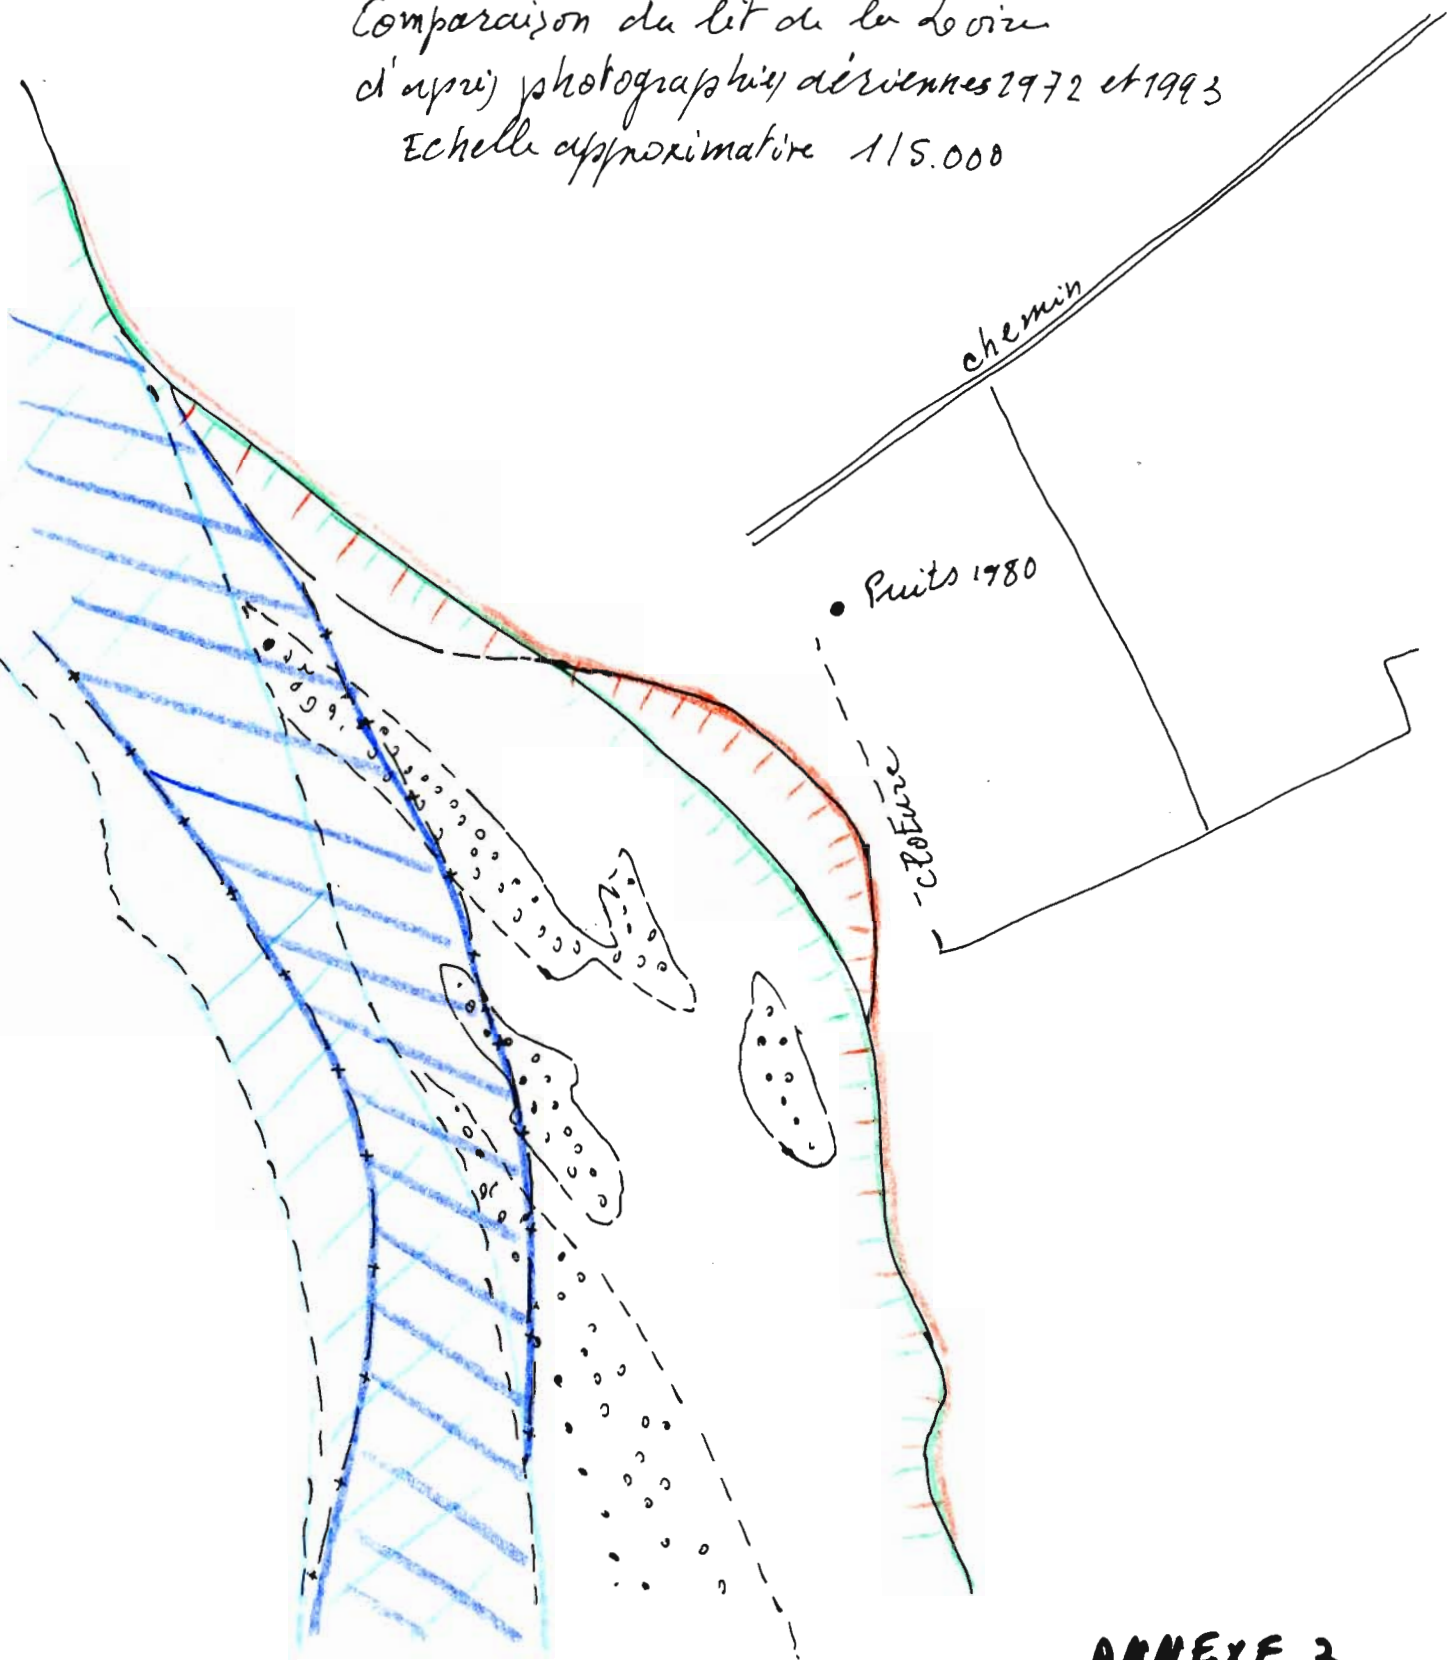 Comparaison du lit de la Loire
d'après photographies aériennes 1972 et 1993
Echelle approximative 1/5.000
chemin
Puits 1980
clôture
ANNEXE